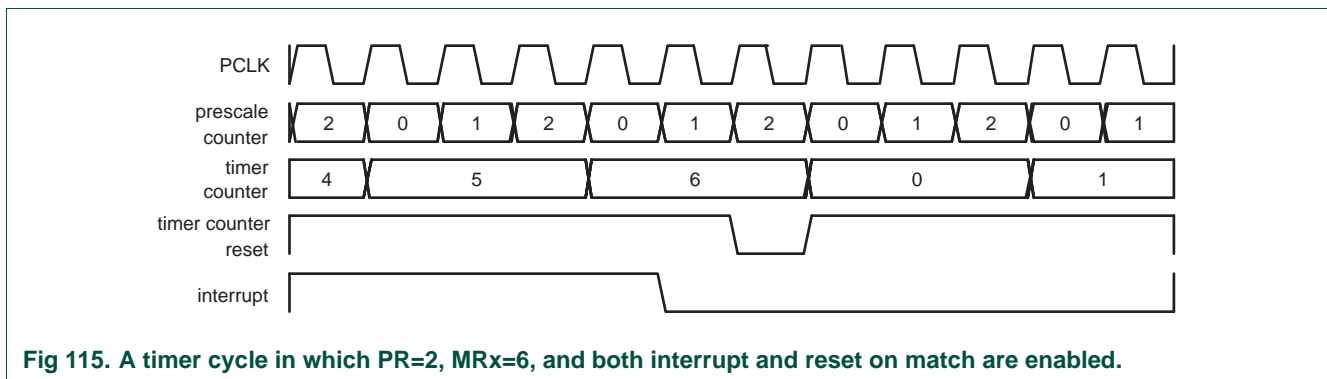 PCLK
prescale
counter
2 0 1 2 0 1 2 0 1 2 0 1
timer
counter
4 5 6 0 1
timer counter
reset
interrupt
Fig 115. A timer cycle in which PR=2, MRx=6, and both interrupt and reset on match are enabled.